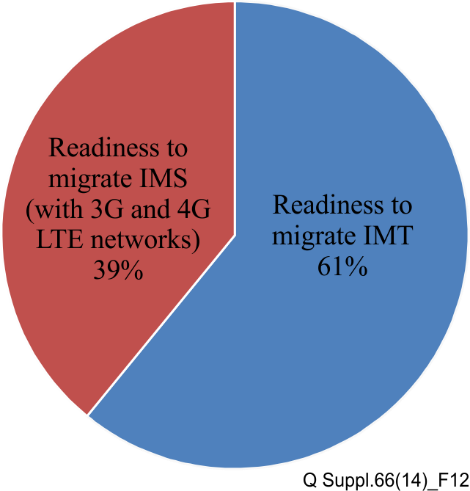 Readiness to
migrate IMS
(with 3G and 4G
LTE networks)
39%
Readiness to
migrate IMT
61%
Q Suppl.66(14)_F12